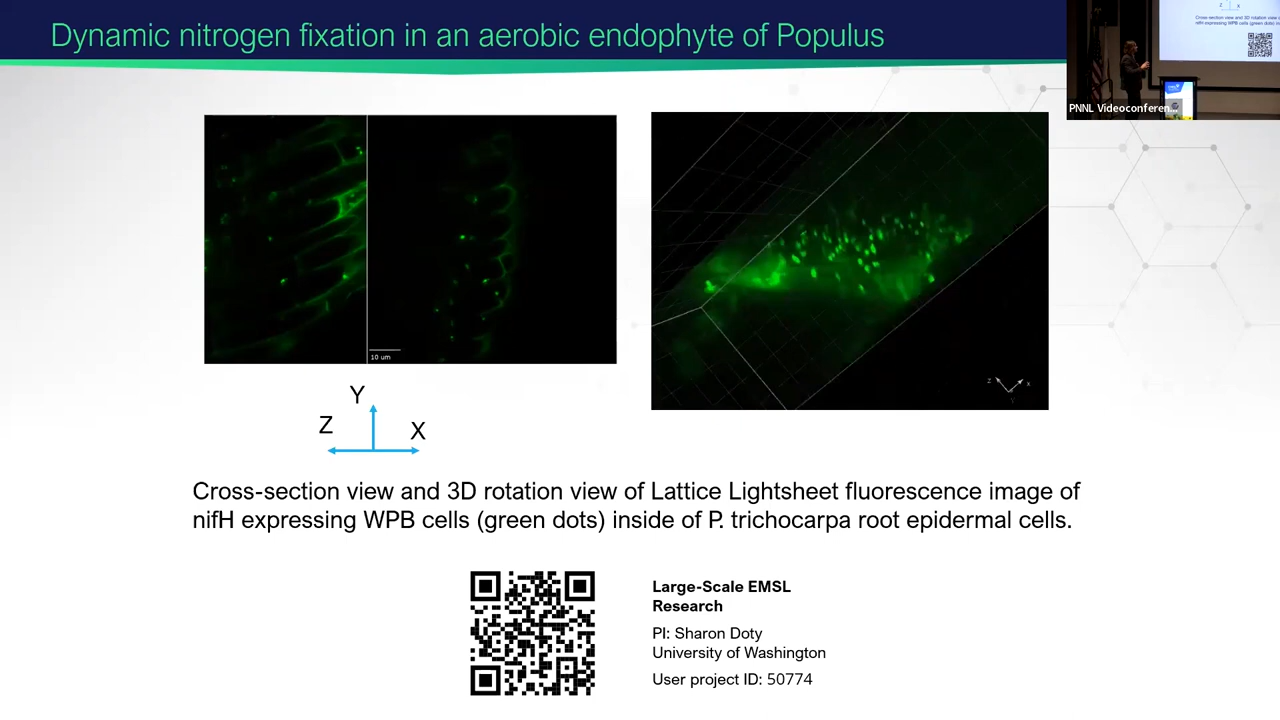 Dynamic nitrogen fixation in an aerobic endophyte of Populus
PNNL Videoconferen...
10 um
Z
X
Y
Z
X
Cross-section view and 3D rotation view of Lattice Lightsheet fluorescence image of
nifH expressing WPB cells (green dots) inside of P. trichocarpa root epidermal cells.
Large-Scale EMSL
Research
PI: Sharon Doty
University of Washington
User project ID: 50774